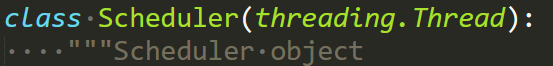 class Scheduler(threading.Thread):
    """Scheduler object